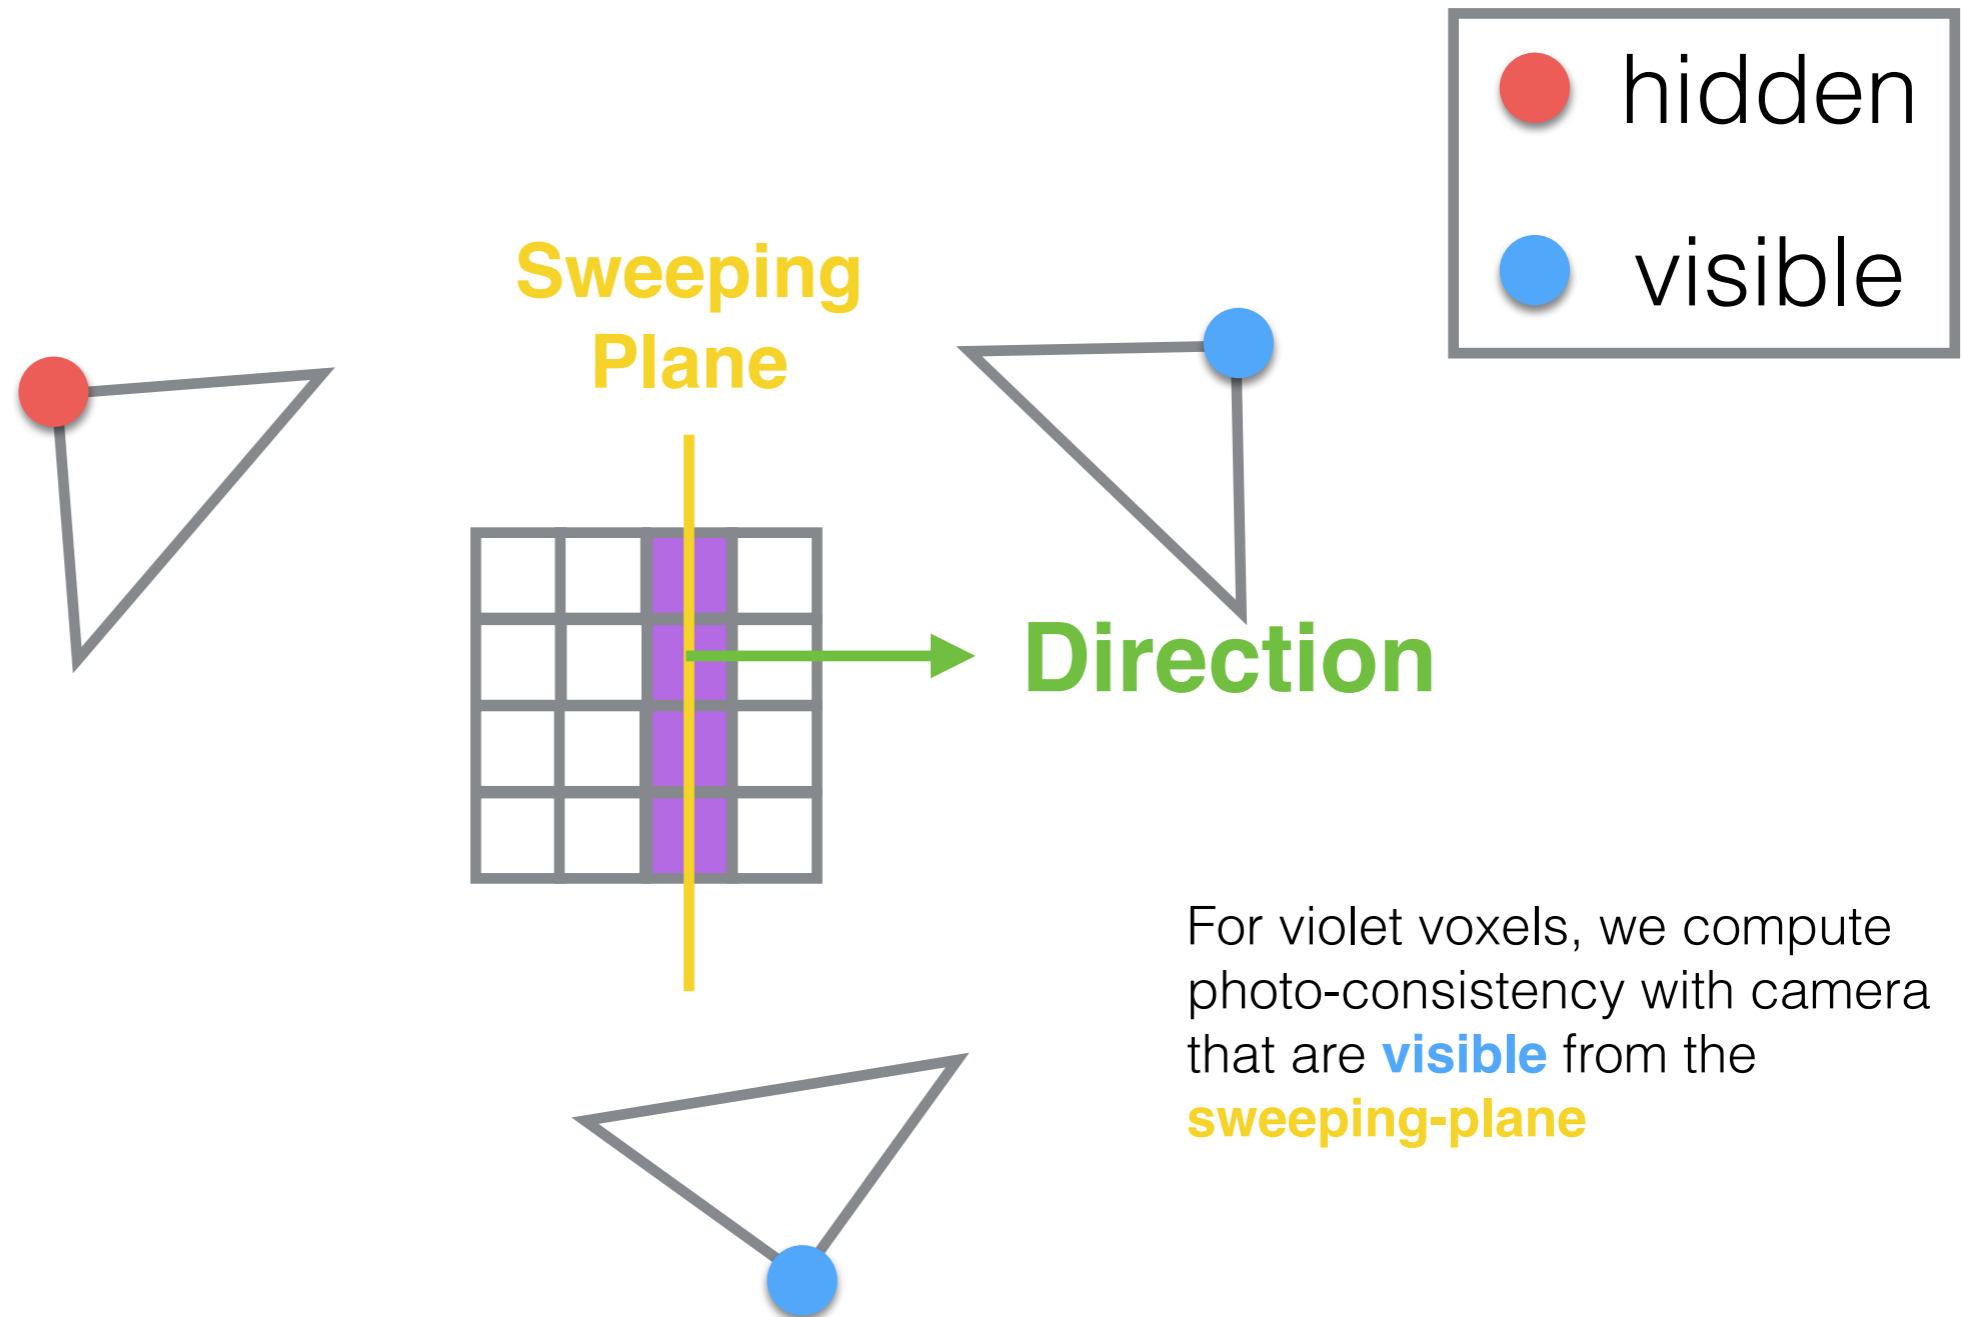 hidden
visible
Sweeping
Plane
Direction
For violet voxels, we compute
photo-consistency with camera
that are visible from the
sweeping-plane